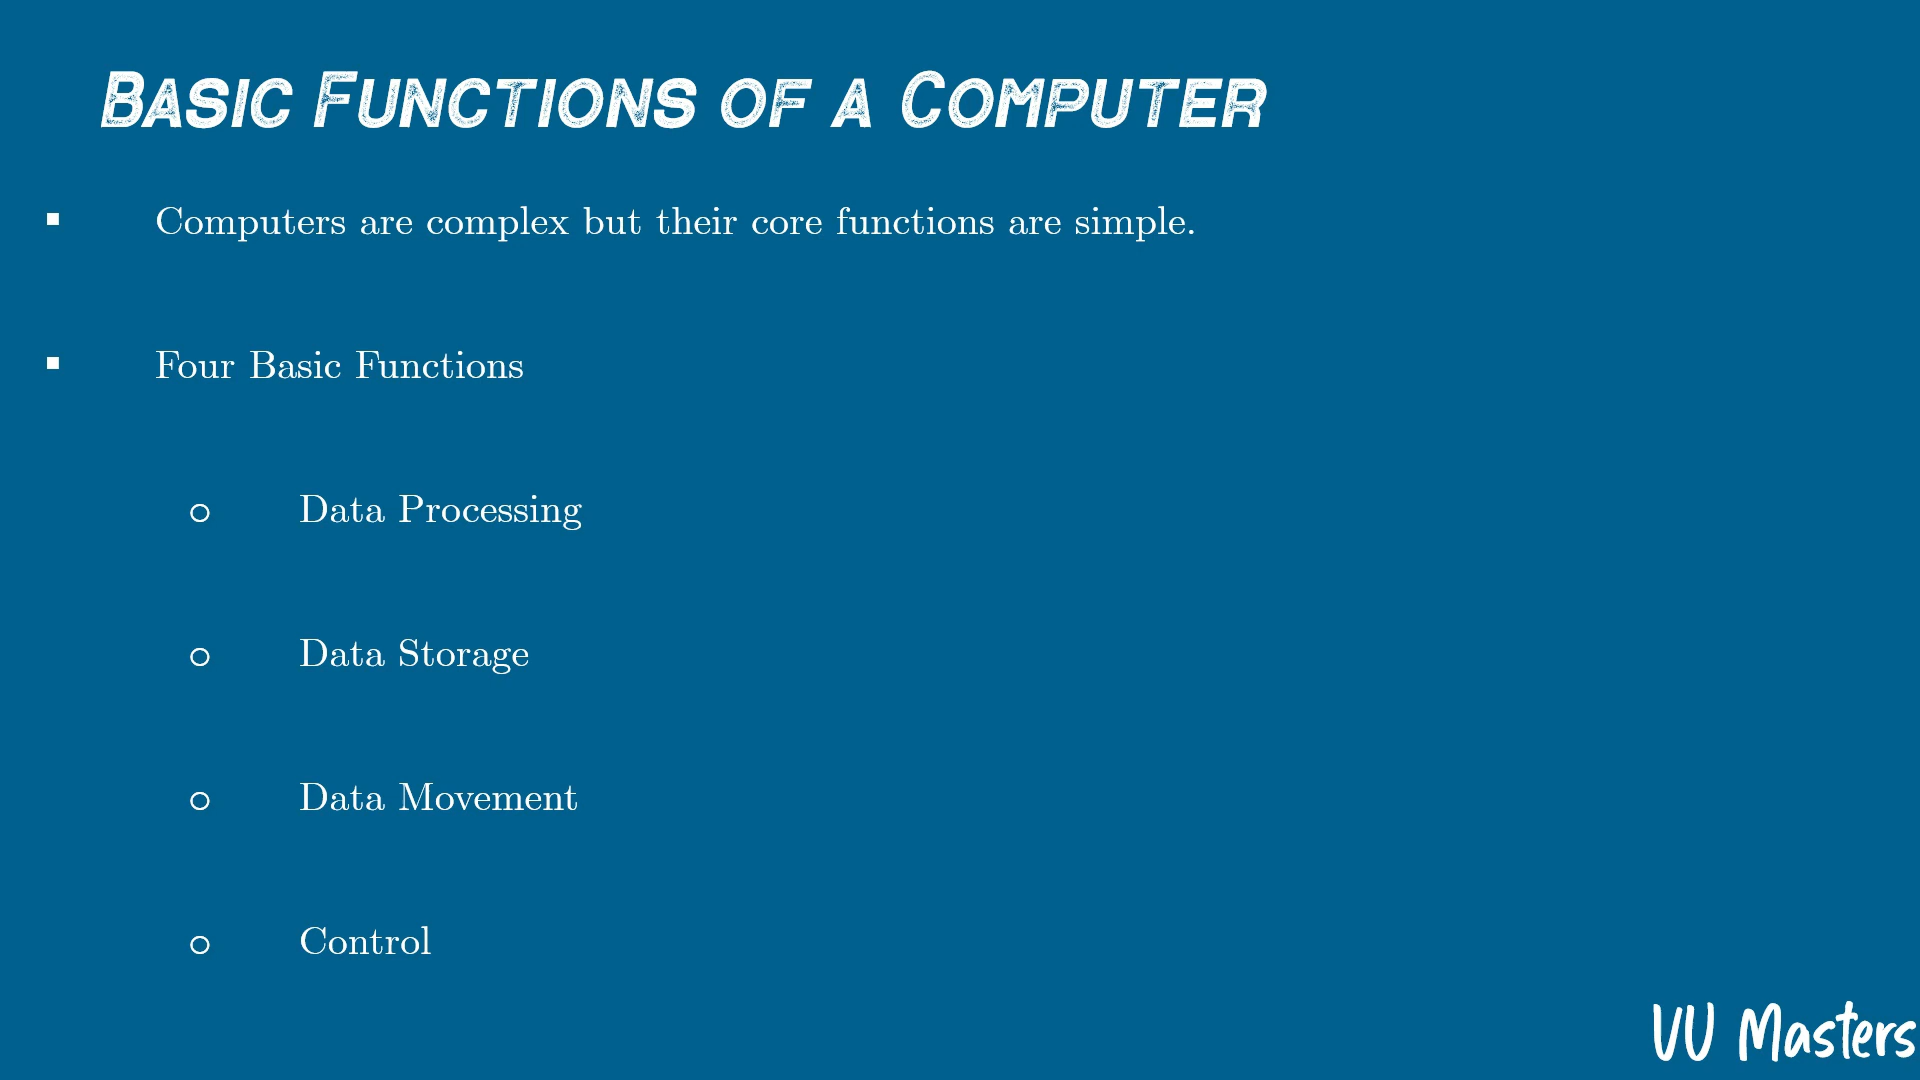 Basic Functions of a Computer
▪ Computers are complex but their core functions are simple.
▪ Four Basic Functions
o Data Processing
o Data Storage
o Data Movement
o Control
VU Masters